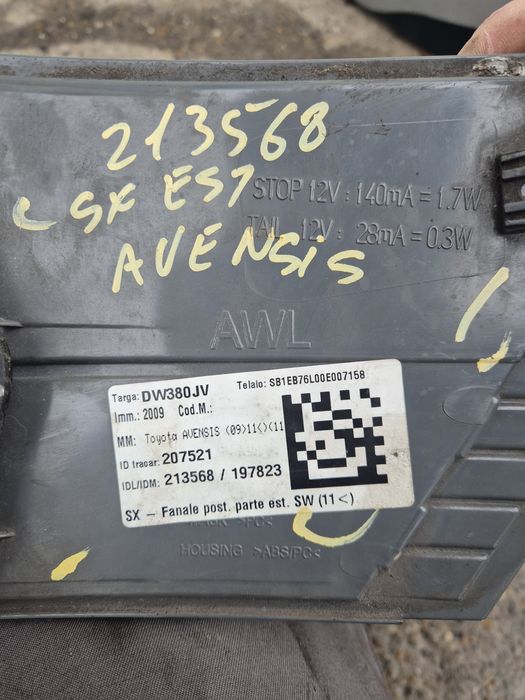 213568
SX EST
AVENSIS
STOP 12V : 140mA = 1.7W
TAIL 12V : 28mA = 0.3W
AWL
Targa: DW380JV Telaio: SB1EB76L00E007158
Imm.: 2009 Cod.M.:
MM: Toyota AVENSIS (09>11<)(11
ID tracar: 207521
IDL/IDM: 213568 / 197823
SX - Fanale post. parte est. SW (11<)
>PC<
HOUSING >ABS/PC<